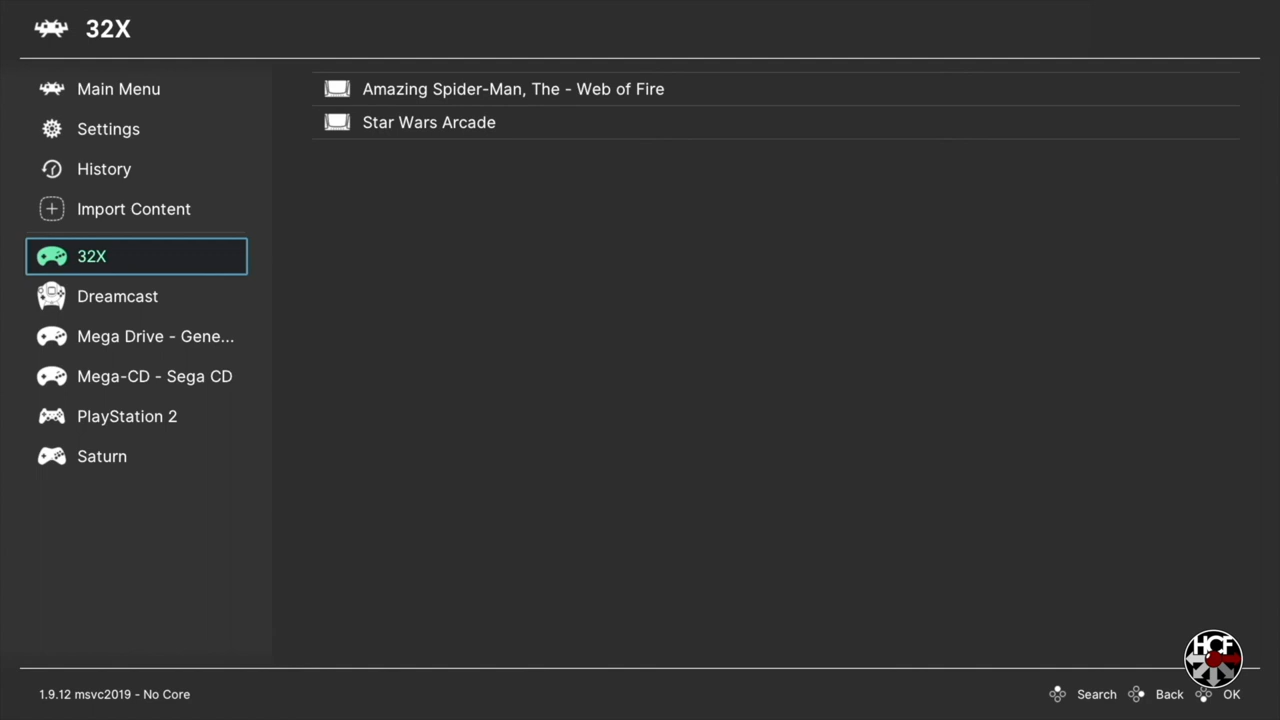 32X
Main Menu
Settings
History
Import Content
32X
Dreamcast
Mega Drive - Gene...
Mega-CD - Sega CD
PlayStation 2
Saturn
Amazing Spider-Man, The - Web of Fire
Star Wars Arcade
HCF
1.9.12 msvc2019 - No Core
Search
Back
OK